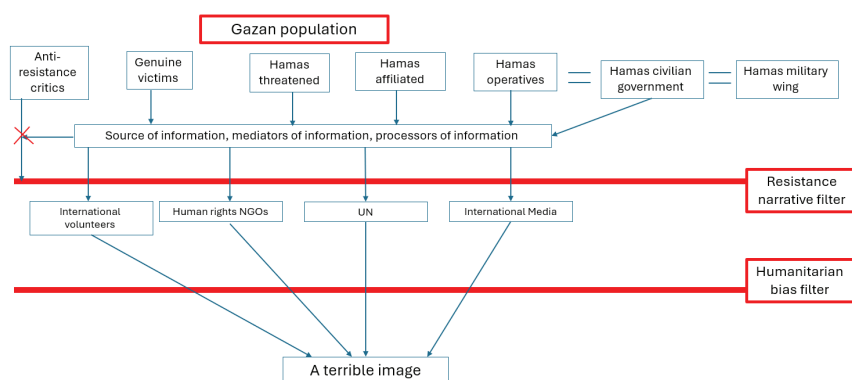 Gazan population
Anti-
resistance
critics
Genuine
victims
Hamas
threatened
Hamas
affiliated
Hamas
operatives
Hamas civilian
government
Hamas military
wing
Source of information, mediators of information, processors of information
Resistance
narrative filter
International
volunteers
Human rights NGOs
UN
International Media
Humanitarian
bias filter
A terrible image